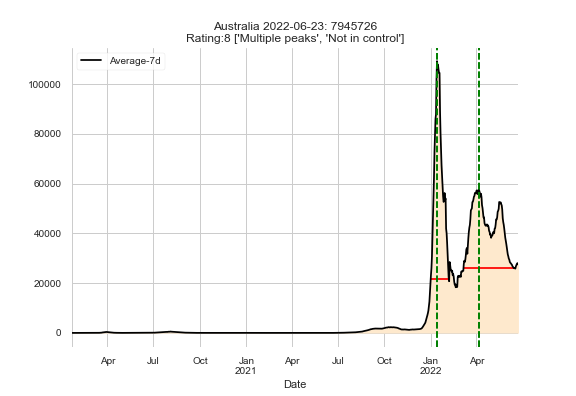 Australia 2022-06-23: 7945726
Rating:8 ['Multiple peaks', 'Not in control']
Average-7d
100000
80000
60000
40000
20000
0
Apr Jul Oct Jan Apr Jul Oct Jan Apr
2021 2022
Date